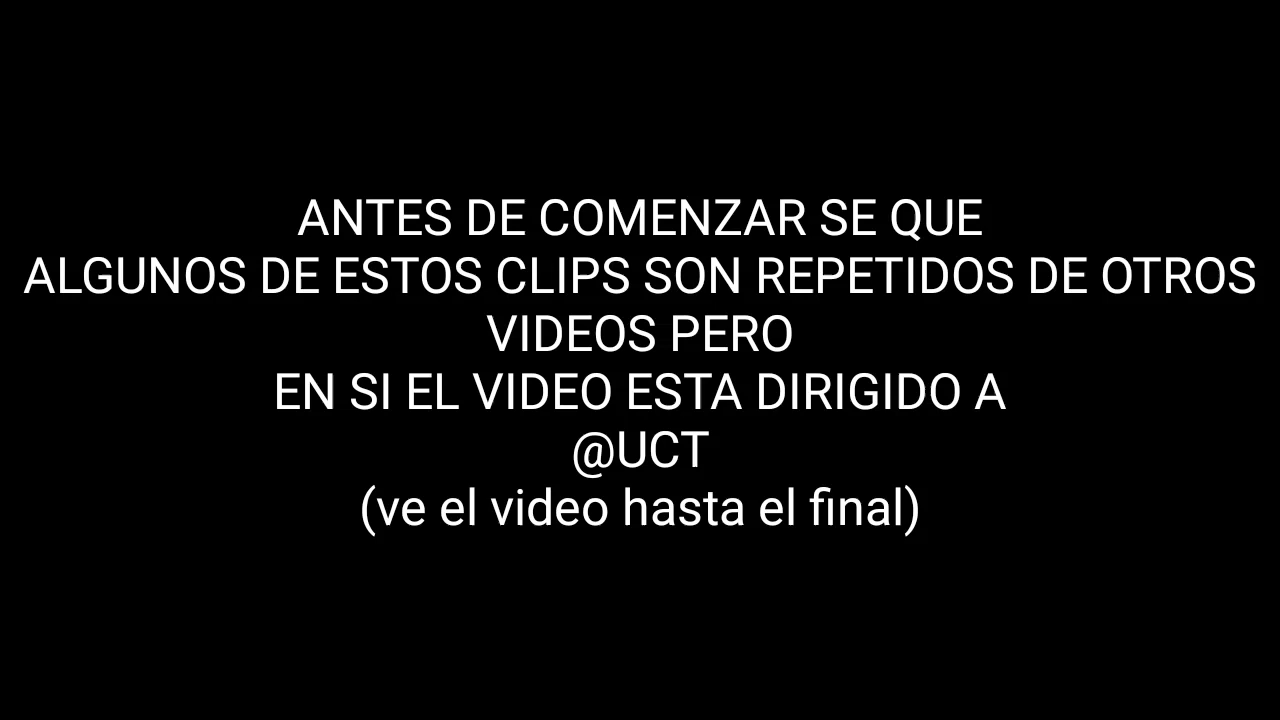 ANTES DE COMENZAR SE QUE
ALGUNOS DE ESTOS CLIPS SON REPETIDOS DE OTROS
VIDEOS PERO
EN SI EL VIDEO ESTA DIRIGIDO A
@UCT
(ve el video hasta el final)